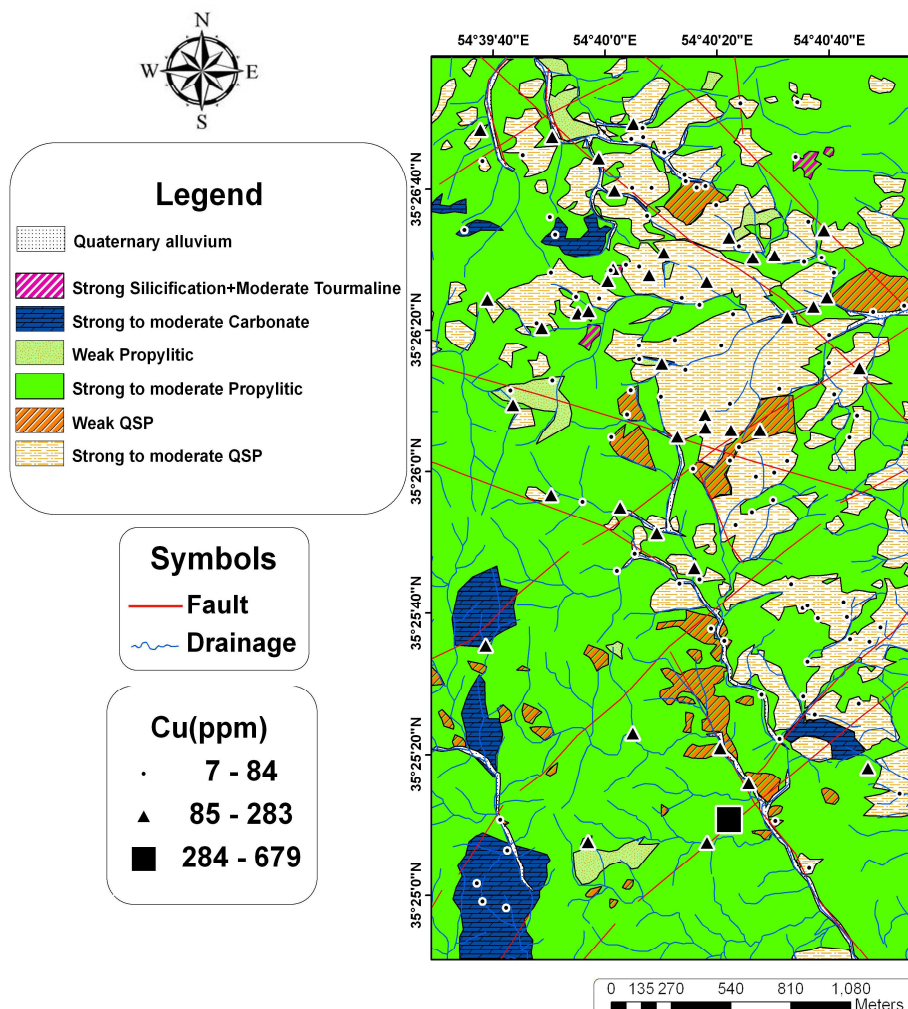 N
W E
S
54°39'40"E 54°40'0"E 54°40'20"E 54°40'40"E
35°26'40"N
35°26'20"N
35°26'0"N
35°25'40"N
35°25'20"N
35°25'0"N
Legend
Quaternary alluvium
Strong Silicification+Moderate Tourmaline
Strong to moderate Carbonate
Weak Propylitic
Strong to moderate Propylitic
Weak QSP
Strong to moderate QSP
Symbols
Fault
Drainage
Cu(ppm)
7 - 84
85 - 283
284 - 679
0 135 270 540 810 1,080
Meters